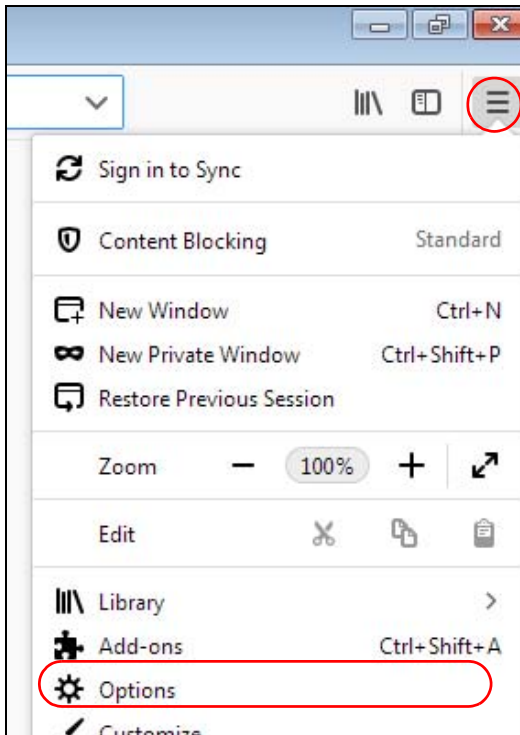 Sign in to Sync
Content Blocking Standard
New Window Ctrl+N
New Private Window Ctrl+Shift+P
Restore Previous Session
Zoom 100%
Edit
Library
Add-ons Ctrl+Shift+A
Options
Customize